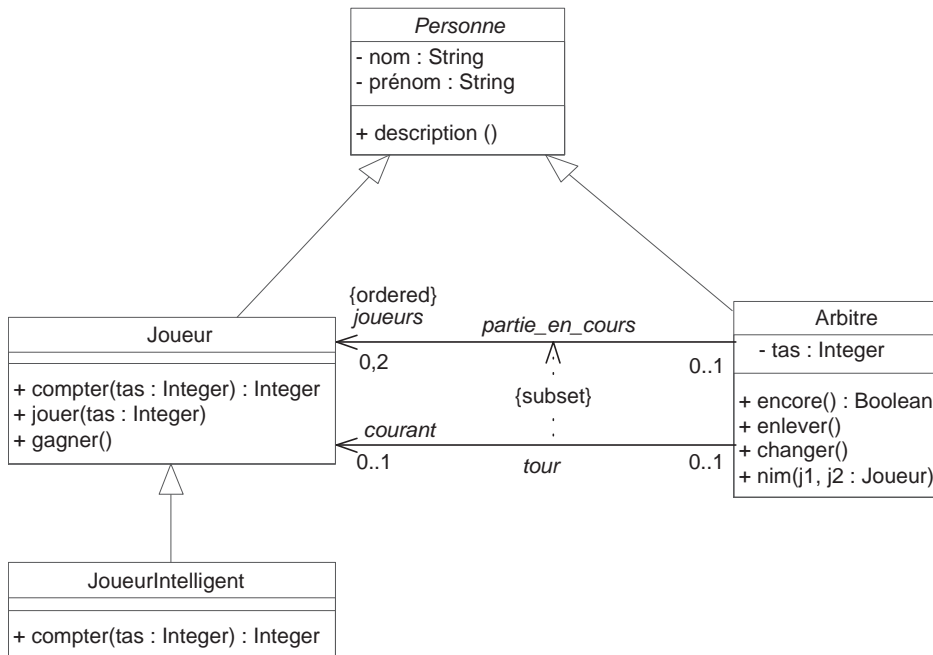 Personne
- nom : String
- prénom : String
+ description ()
{ordered}
joueurs
partie_en_cours
0,2
0..1
{subset}
courant
0..1
tour
0..1
Joueur
+ compter(tas : Integer) : Integer
+ jouer(tas : Integer)
+ gagner()
Arbitre
- tas : Integer
+ encore() : Boolean
+ enlever()
+ changer()
+ nim(j1, j2 : Joueur)
JoueurIntelligent
+ compter(tas : Integer) : Integer